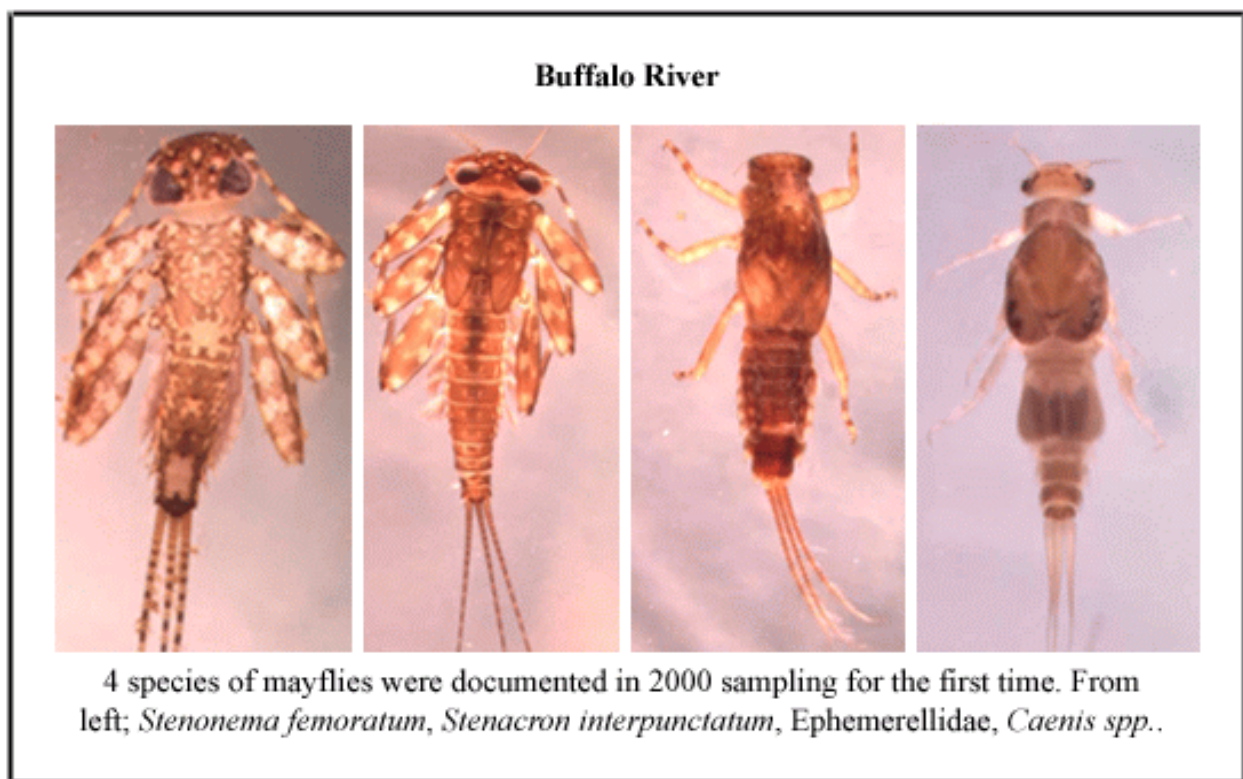 Buffalo River
4 species of mayflies were documented in 2000 sampling for the first time. From
left; Stenonema femoratum, Stenacron interpunctatum, Ephemerellidae, Caenis spp..